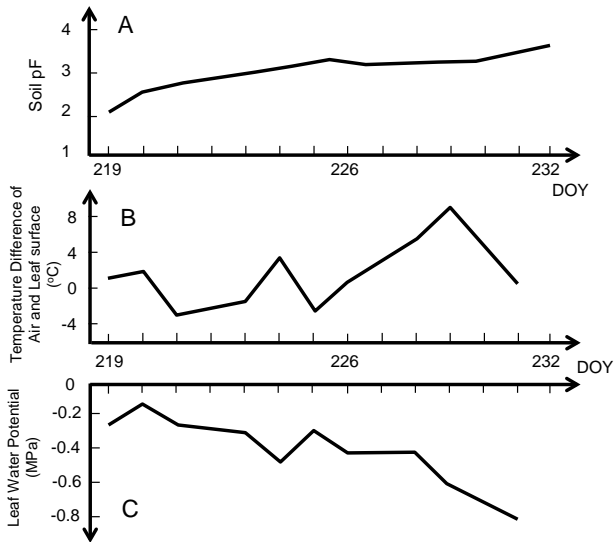 A
Soil pF
4
3
2
1
219
226
232
DOY
B
Temperature Difference of
Air and Leaf surface
(°C)
8
4
0
-4
219
226
232
DOY
C
Leaf Water Potential
(MPa)
0
-0.2
-0.4
-0.6
-0.8